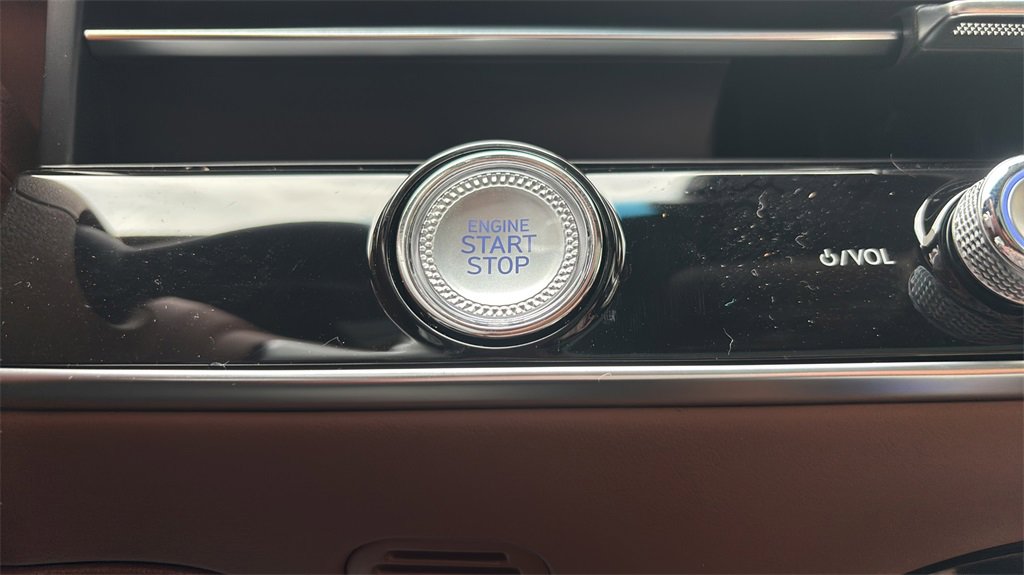 ENGINE
START
STOP
/VOL